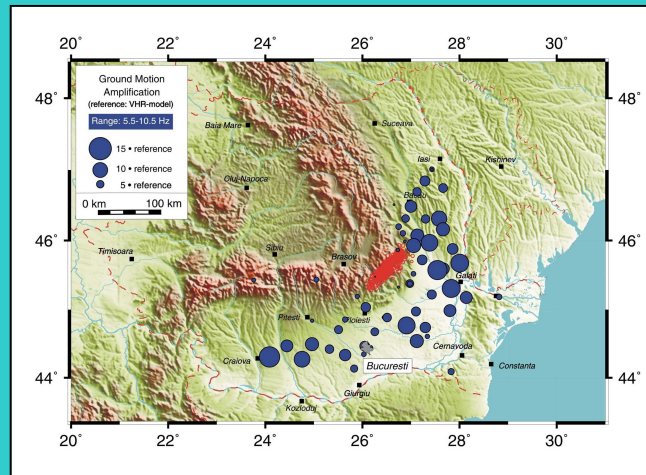 20° 22° 24° 26° 28° 30°
Ground Motion
Amplification
(reference: VHR-model)
Range: 5.5-10.5 Hz
15 • reference
10 • reference
5 • reference
0 km 100 km
48° 48°
Baia Mare
Suceava
Iasi
Kishinev
Cluj-Napoca
Bacau
46° 46°
Timisoara
Sibiu
Brasov
Galati
Pitesti
Ploiesti
Craiova
Bucuresti
Cernavoda
Constanta
44° 44°
Giurgiu
Kozloduj
20° 22° 24° 26° 28° 30°